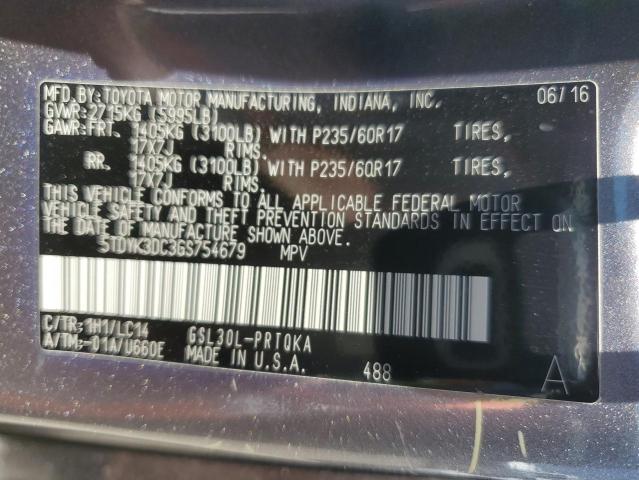 MFD.BY:TOYOTA MOTOR MANUFACTURING, INDIANA, INC. 06/16
GVWR:2715KG (5995LB)
GAWR:FRT. 1405KG (3100LB) WITH P235/60R17 TIRES,
17X7J RIMS.
RR. 1405KG (3100LB) WITH P235/60R17 TIRES,
17X7J RIMS.
THIS VEHICLE CONFORMS TO ALL APPLICABLE FEDERAL MOTOR
VEHICLE SAFETY AND THEFT PREVENTION STANDARDS IN EFFECT ON
THE DATE OF MANUFACTURE SHOWN ABOVE.
5TDYK3DC3GS754679 MPV
C/TR:1H1/LC14 GSL30L-PRTQKA
A/TM:-01A/U660E MADE IN U.S.A. 488 A